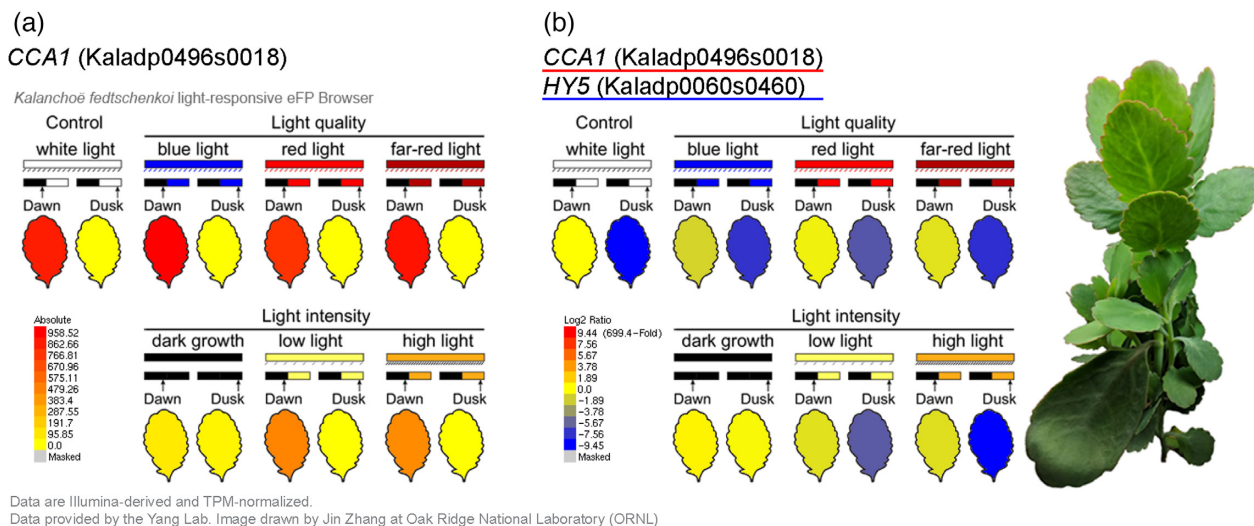 (a)
CCA1 (Kaladp0496s0018)
Kalanchoë fedtschenkoi light-responsive eFP Browser
Control
Light quality
white light
blue light
red light
far-red light
Dawn Dusk Dawn Dusk Dawn Dusk Dawn Dusk
Light intensity
dark growth
low light
high light
Dawn Dusk Dawn Dusk Dawn Dusk
Absolute
958.52
862.66
766.81
670.96
575.11
479.26
383.4
287.55
191.7
95.85
0.0
Masked
(b)
CCA1 (Kaladp0496s0018)
HY5 (Kaladp0060s0460)
Control
Light quality
white light
blue light
red light
far-red light
Dawn Dusk Dawn Dusk Dawn Dusk Dawn Dusk
Light intensity
dark growth
low light
high light
Dawn Dusk Dawn Dusk Dawn Dusk
Log2 Ratio
9.44 (699.4-Fold)
7.56
5.67
3.78
1.89
0.0
-1.89
-3.78
-5.67
-7.56
-9.45
Masked
Data are Illumina-derived and TPM-normalized.
Data provided by the Yang Lab. Image drawn by Jin Zhang at Oak Ridge National Laboratory (ORNL)